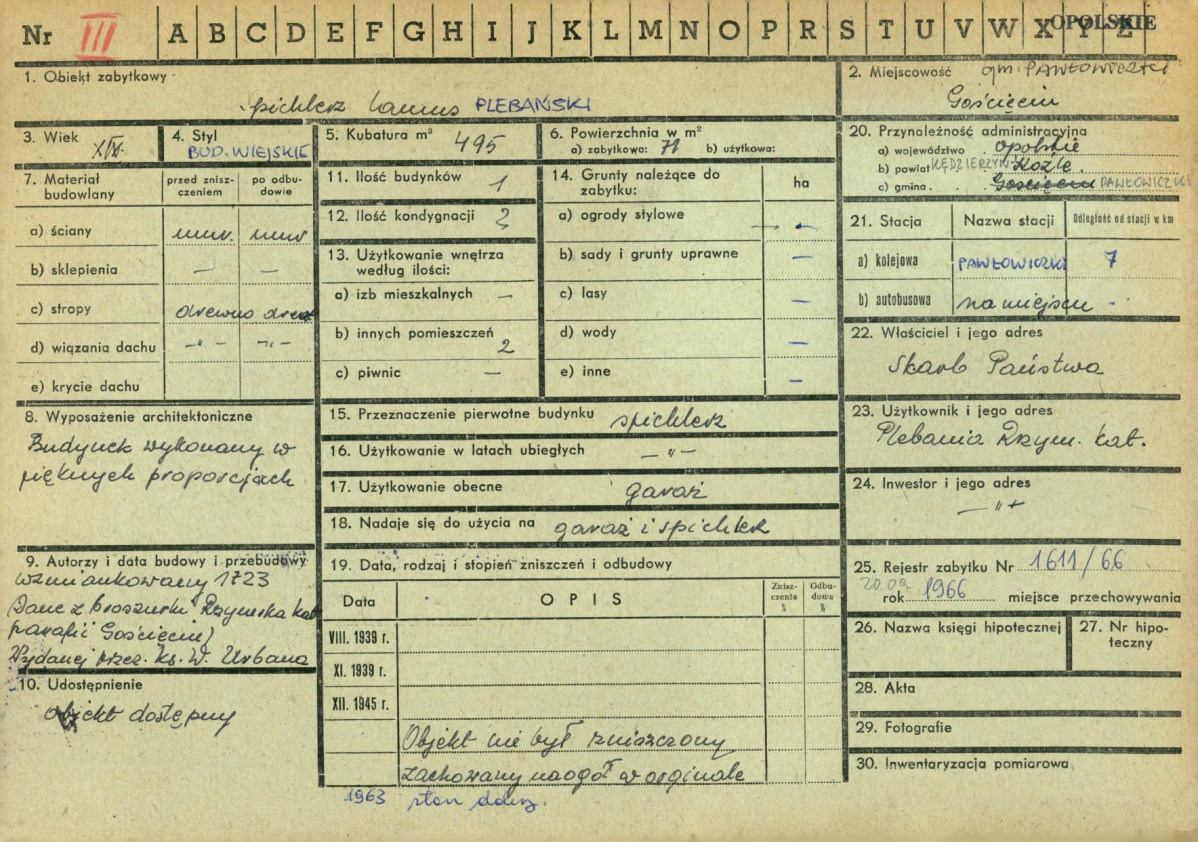 Nr III A B C D E F G H I J K L M N O P R S T U V W X Y Z
OPOLSKIE
1. Obiekt zabytkowy
spichlerz lamus PLEBAŃSKI
2. Miejscowość gm. PAWŁOWICZKI
Gościęcin
3. Wiek
4. Styl
BUD. WIEJSKIE
5. Kubatura m³ 495
6. Powierzchnia w m²
a) zabytkowa: 71 b) użytkowa:
7. Materiał budowlany
przed zniszczeniem
po odbudowie
a) ściany mur. mur
b) sklepienia — —
c) stropy drewno
d) wiązania dachu -"- -"-
e) krycie dachu
8. Wyposażenie architektoniczne
Budynek wykonany w
pięknych proporcjach
9. Autorzy i data budowy i przebudowy
wzmiankowany 1723
Dane z broszurki Rzymska kat
parafii Gościęcin)
Wydanej przez. ks. W. Urbana
10. Udostępnienie
objekt dostępny
11. Ilość budynków 1
12. Ilość kondygnacji
13. Użytkowanie wnętrza
według ilości:
a) izb mieszkalnych —
b) innych pomieszczeń 2
c) piwnic —
14. Grunty należące do
zabytku:
ha
a) ogrody stylowe —
b) sady i grunty uprawne —
c) lasy —
d) wody —
e) inne —
15. Przeznaczenie pierwotne budynku spichlerz
16. Użytkowanie w latach ubiegłych -"-
17. Użytkowanie obecne garaż
18. Nadaje się do użycia na garaż i spichlerz
19. Data, rodzaj i stopień zniszczeń i odbudowy
Data
OPIS
Zniszczenia %
Odbudowa %
VIII. 1939 r.
XI. 1939 r.
XII. 1945 r.
Objekt nie był zniszczony
zachowany naogół w orginale
1963 stan
20. Przynależność administracyjna
a) województwo opolskie
b) powiat KĘDZIERZYN Koźle
c) gmina Gościęcin PAWŁOWICZKI
21. Stacja
Nazwa stacji
Odległość od stacji w km
a) kolejowa PAWŁOWICZKI 7
b) autobusowa na miejscu -
22. Właściciel i jego adres
Skarb Państwa
23. Użytkownik i jego adres
Plebania Rzym. kat.
24. Inwestor i jego adres
-"-
25. Rejestr zabytku Nr 1611/66
20.09 rok 1966 miejsce przechowywania
26. Nazwa księgi hipotecznej
27. Nr hipoteczny
28. Akta
29. Fotografie
30. Inwentaryzacja pomiarowa